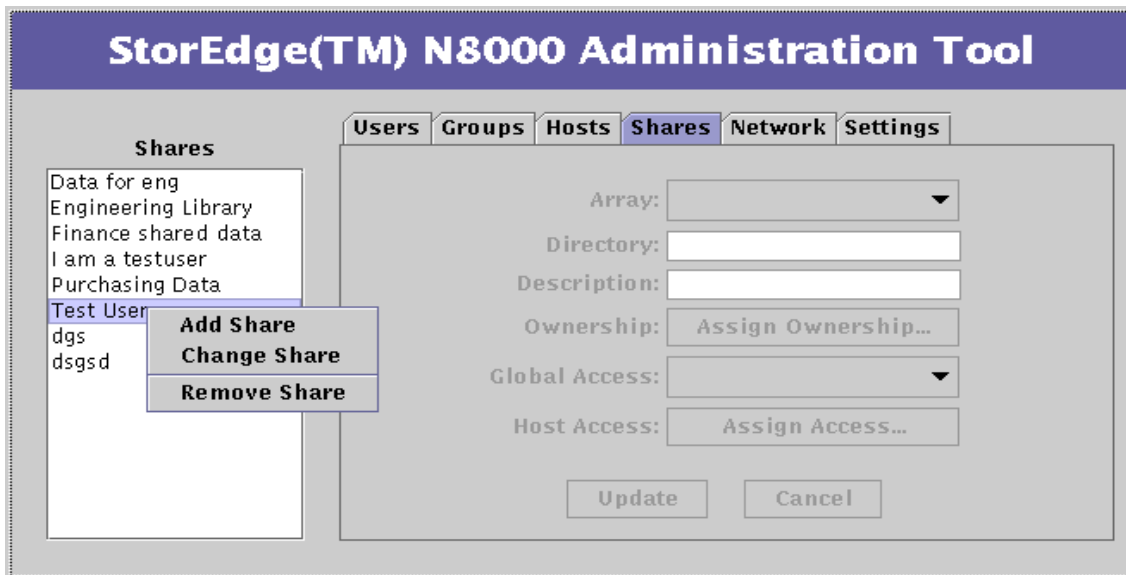 StorEdge(TM) N8000 Administration Tool
Users Groups Hosts Shares Network Settings
Shares
Data for eng
Engineering Library
Finance shared data
I am a testuser
Purchasing Data
Test User
dgs
dsgsd
Add Share
Change Share
Remove Share
Array:
Directory:
Description:
Ownership: Assign Ownership...
Global Access:
Host Access: Assign Access...
Update Cancel